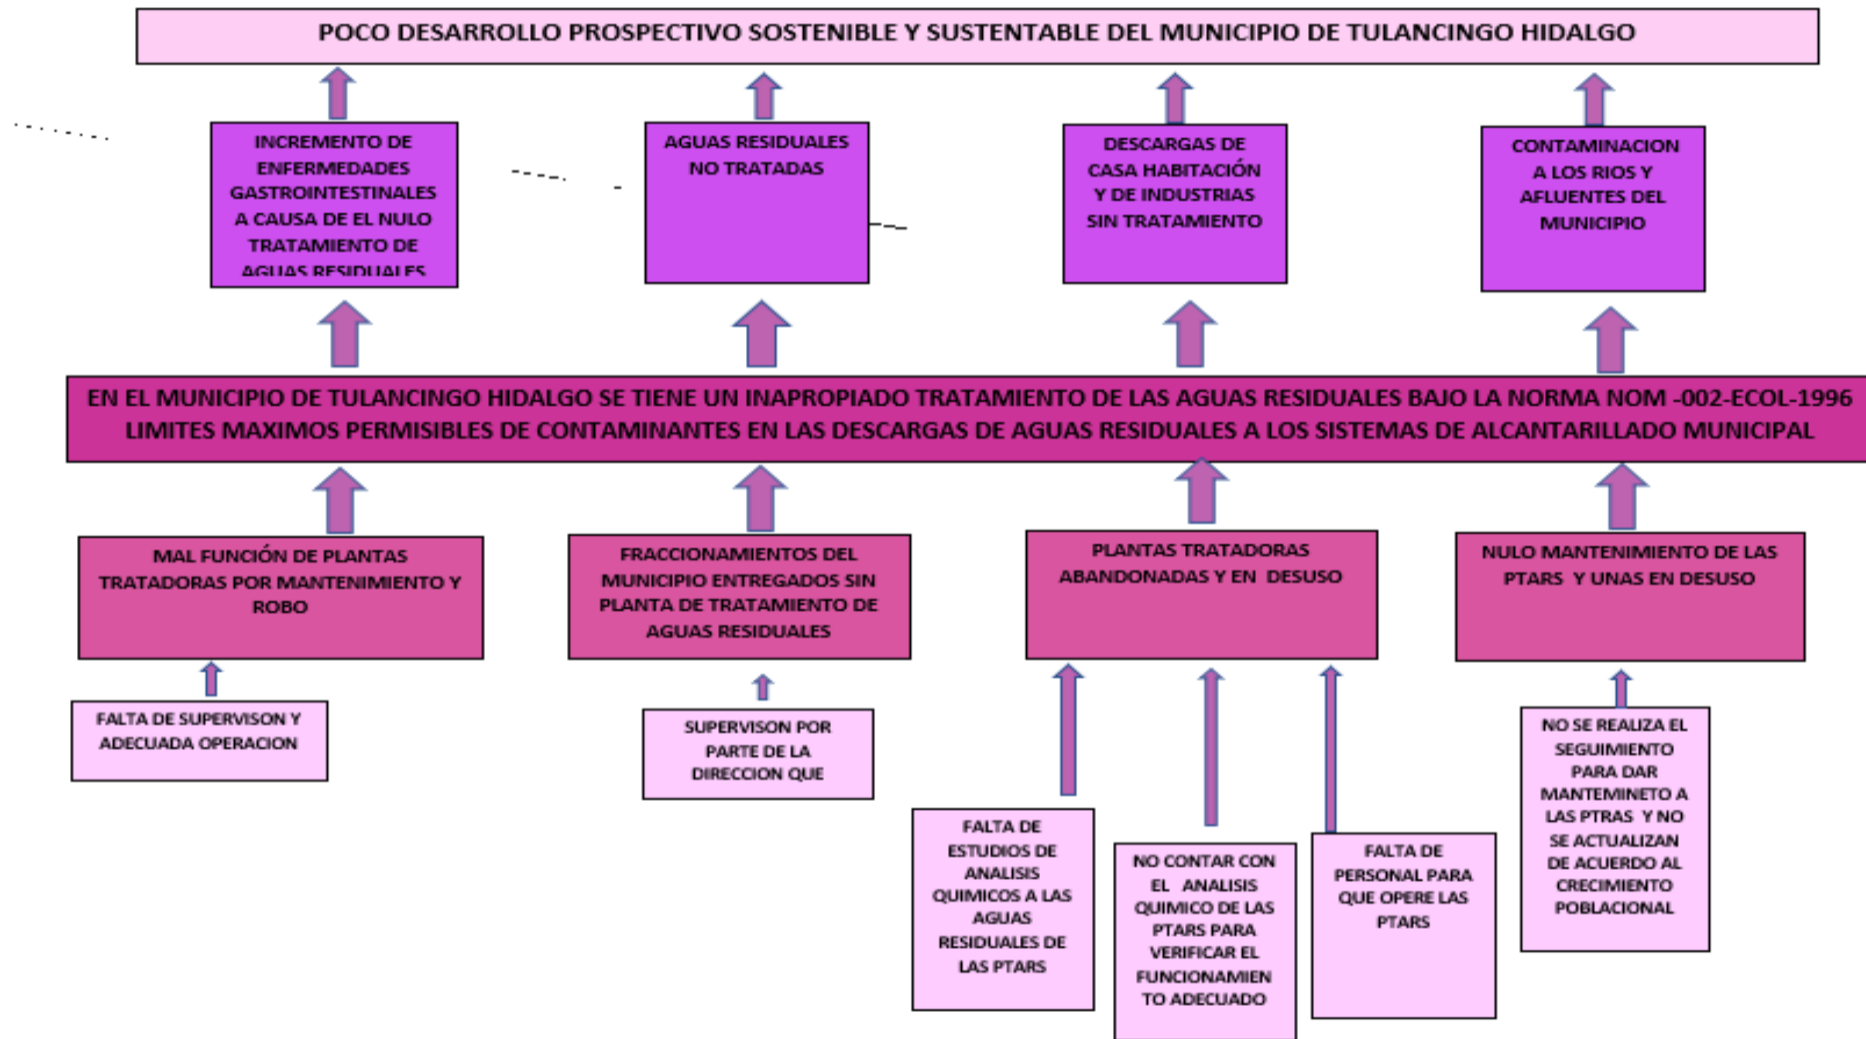 POCO DESARROLLO PROSPECTIVO SOSTENIBLE Y SUSTENTABLE DEL MUNICIPIO DE TULANCINGO HIDALGO
INCREMENTO DE
ENFERMEDADES
GASTROINTESTINALES
A CAUSA DE EL NULO
TRATAMIENTO DE
AGUAS RESIDUALES
AGUAS RESIDUALES
NO TRATADAS
DESCARGAS DE
CASA HABITACIÓN
Y DE INDUSTRIAS
SIN TRATAMIENTO
CONTAMINACION
A LOS RIOS Y
AFLUENTES DEL
MUNICIPIO
EN EL MUNICIPIO DE TULANCINGO HIDALGO SE TIENE UN INAPROPIADO TRATAMIENTO DE LAS AGUAS RESIDUALES BAJO LA NORMA NOM -002-ECOL-1996
LIMITES MAXIMOS PERMISIBLES DE CONTAMINANTES EN LAS DESCARGAS DE AGUAS RESIDUALES A LOS SISTEMAS DE ALCANTARILLADO MUNICIPAL
MAL FUNCIÓN DE PLANTAS
TRATADORAS POR MANTENIMIENTO Y
ROBO
FRACCIONAMIENTOS DEL
MUNICIPIO ENTREGADOS SIN
PLANTA DE TRATAMIENTO DE
AGUAS RESIDUALES
PLANTAS TRATADORAS
ABANDONADAS Y EN DESUSO
NULO MANTENIMIENTO DE LAS
PTARS Y UNAS EN DESUSO
FALTA DE SUPERVISON Y
ADECUADA OPERACION
SUPERVISON POR
PARTE DE LA
DIRECCION QUE
FALTA DE
ESTUDIOS DE
ANALISIS
QUIMICOS A LAS
AGUAS
RESIDUALES DE
LAS PTARS
NO CONTAR CON
EL ANALISIS
QUIMICO DE LAS
PTARS PARA
VERIFICAR EL
FUNCIONAMIEN
TO ADECUADO
FALTA DE
PERSONAL PARA
QUE OPERE LAS
PTARS
NO SE REALIZA EL
SEGUIMIENTO
PARA DAR
MANTEMINETO A
LAS PTRAS Y NO
SE ACTUALIZAN
DE ACUERDO AL
CRECIMIENTO
POBLACIONAL